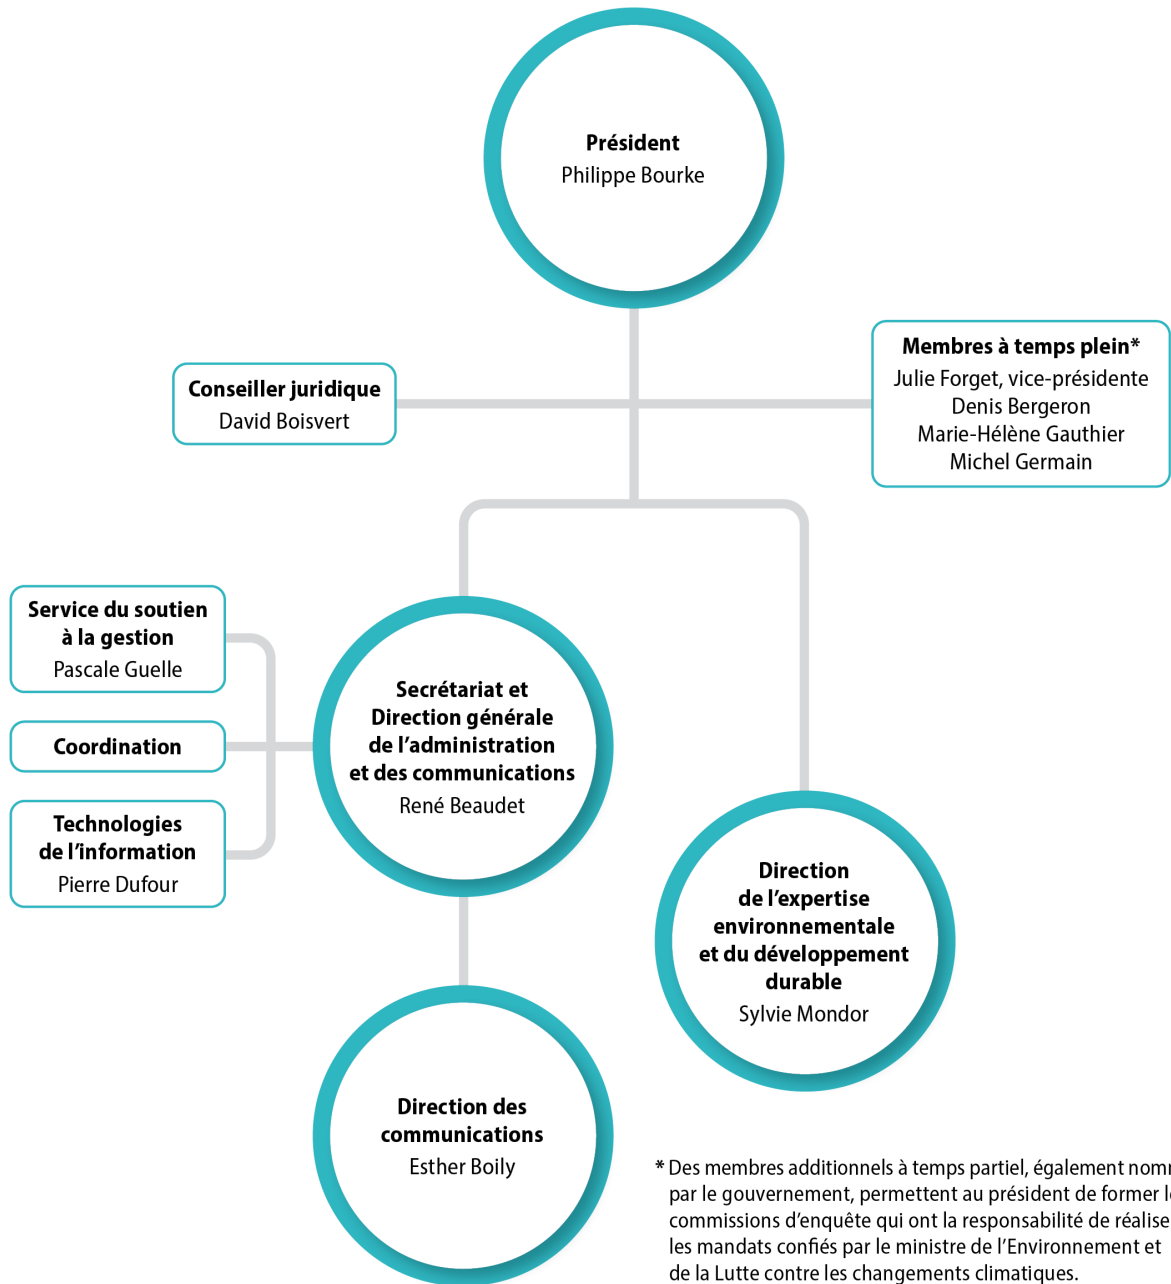 Président
Philippe Bourke
Conseiller juridique
David Boisvert
Membres à temps plein*
Julie Forget, vice-présidente
Denis Bergeron
Marie-Hélène Gauthier
Michel Germain
Service du soutien
à la gestion
Pascale Guelle
Coordination
Technologies
de l’information
Pierre Dufour
Secrétariat et
Direction générale
de l’administration
et des communications
René Beaudet
Direction
de l’expertise
environnementale
et du développement
durable
Sylvie Mondor
Direction des
communications
Esther Boily
* Des membres additionnels à temps partiel, également
par le gouvernement, permettent au président de former
commissions d’enquête qui ont la responsabilité de
les mandats confiés par le ministre de l’Environnement et
de la Lutte contre les changements climatiques.